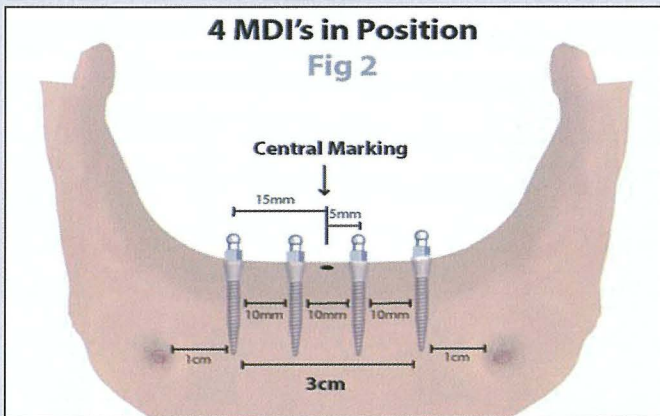 4 MDI's in Position
Fig 2
Central Marking
15mm
5mm
10mm 10mm 10mm
1cm 1cm
3cm